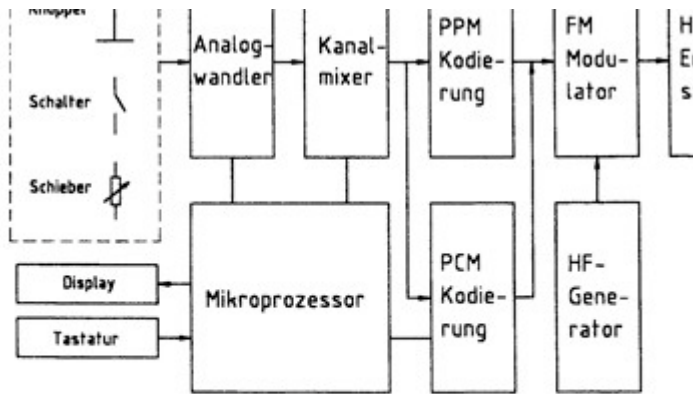 Knüppel
Schalter
Schieber
Display
Tastatur
Analog-
wandler
Kanal-
mixer
Mikroprozessor
PPM
Kodie-
rung
PCM
Kodie-
rung
FM
Modu-
lator
HF-
Gene-
rator